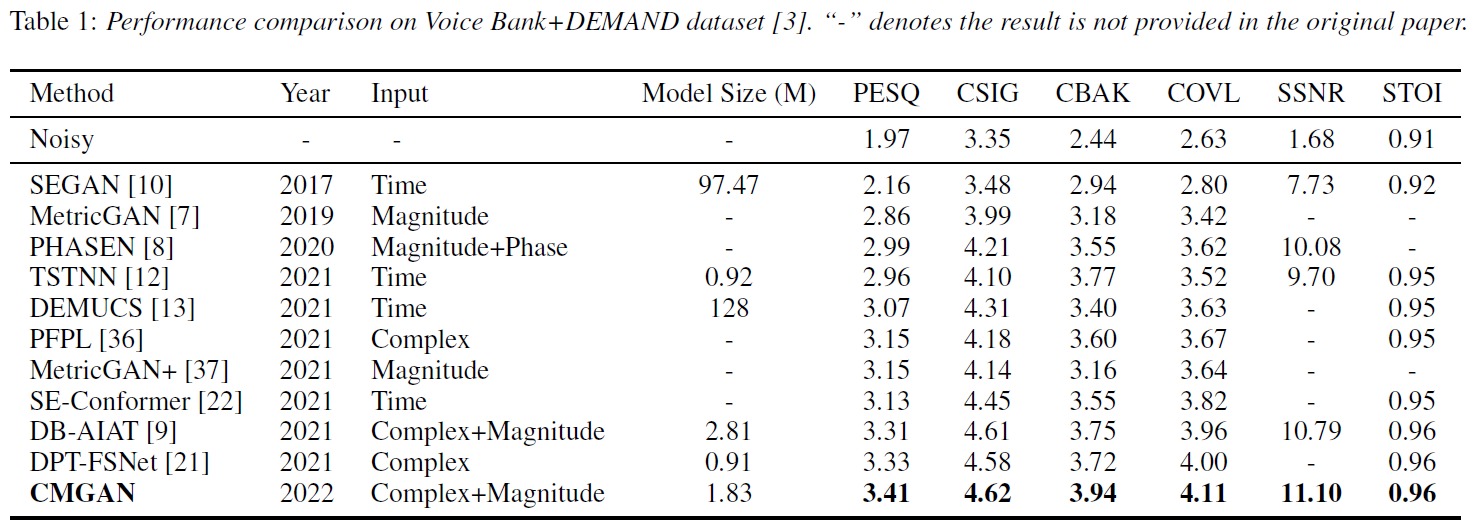 Table 1: Performance comparison on Voice Bank+DEMAND dataset [3]. “-” denotes the result is not provided in the original paper.
Method Year Input Model Size (M) PESQ CSIG CBAK COVL SSNR STOI
Noisy - - - 1.97 3.35 2.44 2.63 1.68 0.91
SEGAN [10] 2017 Time 97.47 2.16 3.48 2.94 2.80 7.73 0.92
MetricGAN [7] 2019 Magnitude - 2.86 3.99 3.18 3.42 - -
PHASEN [8] 2020 Magnitude+Phase - 2.99 4.21 3.55 3.62 10.08 -
TSTNN [12] 2021 Time 0.92 2.96 4.10 3.77 3.52 9.70 0.95
DEMUCS [13] 2021 Time 128 3.07 4.31 3.40 3.63 - 0.95
PFPL [36] 2021 Complex - 3.15 4.18 3.60 3.67 - 0.95
MetricGAN+ [37] 2021 Magnitude - 3.15 4.14 3.16 3.64 - -
SE-Conformer [22] 2021 Time - 3.13 4.45 3.55 3.82 - 0.95
DB-AIAT [9] 2021 Complex+Magnitude 2.81 3.31 4.61 3.75 3.96 10.79 0.96
DPT-FSNet [21] 2021 Complex 0.91 3.33 4.58 3.72 4.00 - 0.96
CMGAN 2022 Complex+Magnitude 1.83 3.41 4.62 3.94 4.11 11.10 0.96